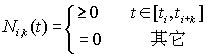 N_{i,k}(t) = { ≥0 t∈[t_i, t_{i+k}]
=0 其它